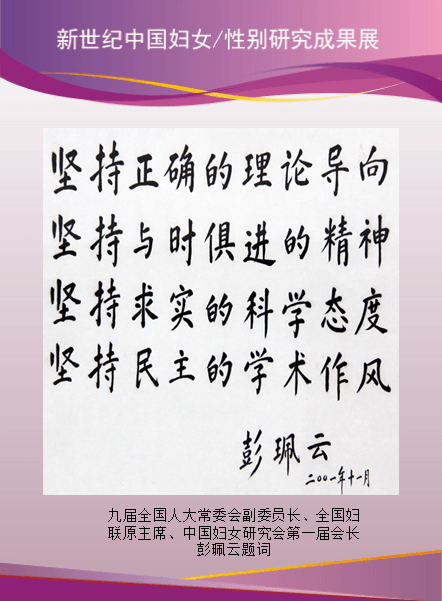 新世纪中国妇女/性别研究成果展
坚持正确的理论导向
坚持与时俱进的精神
坚持求实的科学态度
坚持民主的学术作风
彭珮云
二〇〇一年十一月
九届全国人大常委会副委员长、全国妇
联原主席、中国妇女研究会第一届会长
彭珮云题词